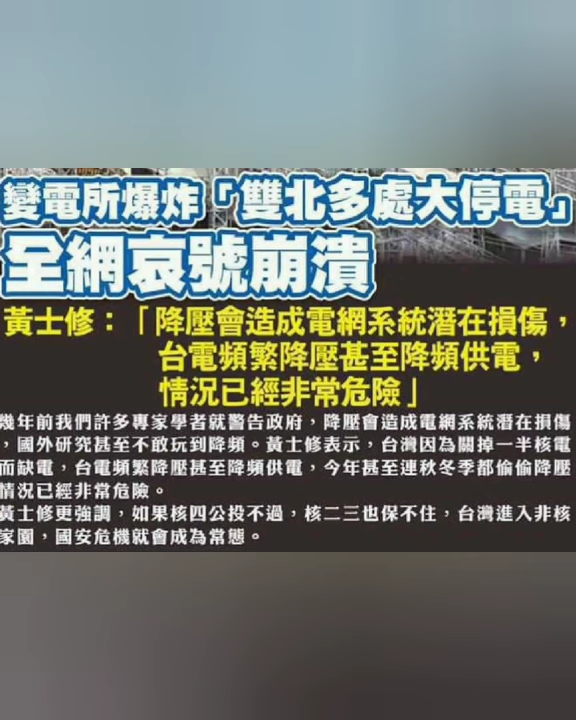 變電所爆炸「雙北多處大停電」
全網哀號崩潰
黃士修：「降壓會造成電網系統潛在損傷，
台電頻繁降壓甚至降頻供電，
情況已經非常危險」
幾年前我們許多專家學者就警告政府，降壓會造成電網系統潛在損傷
，國外研究甚至不敢玩到降頻。黃士修表示，台灣因為關掉一半核電
而缺電，台電頻繁降壓甚至降頻供電，今年甚至連秋冬季都偷偷降壓
情況已經非常危險。
黃士修更強調，如果核四公投不過，核二三也保不住，台灣進入非核
家園，國安危機就會成為常態。